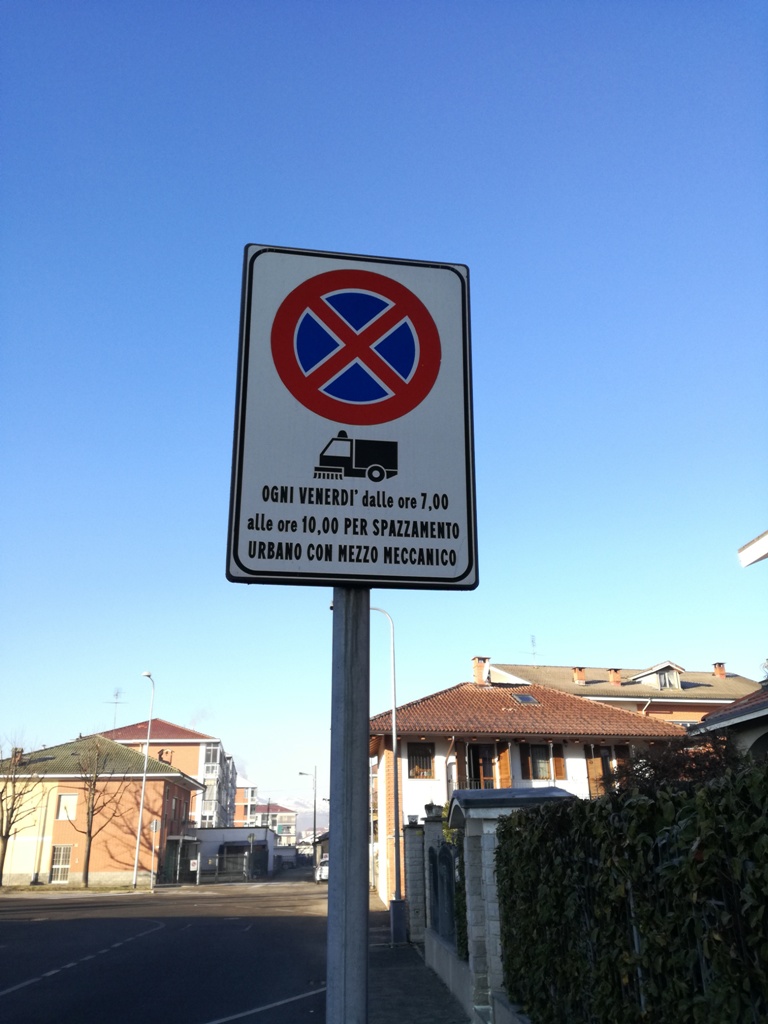 OGNI VENERDI' dalle ore 7,00
alle ore 10,00 PER SPAZZAMENTO
URBANO CON MEZZO MECCANICO